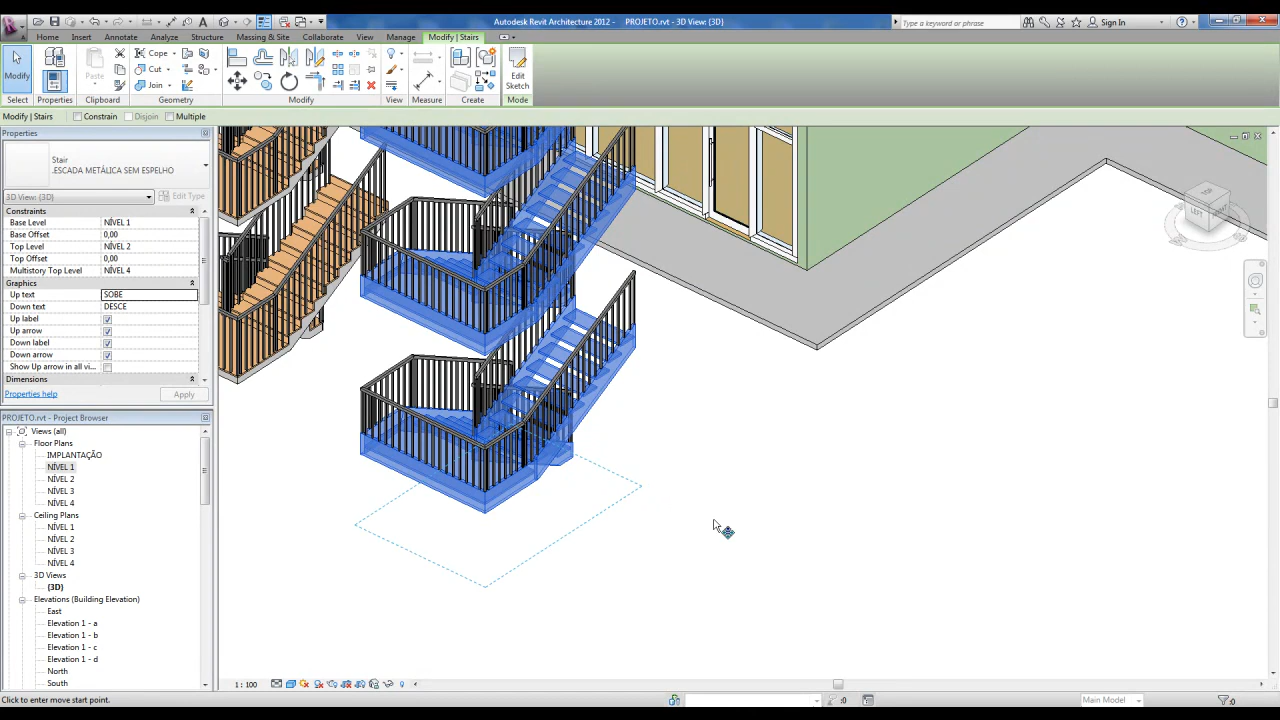 Autodesk Revit Architecture 2012 - PROJETO.rvt - 3D View: {3D}
Type a keyword or phrase
Sign In
Home Insert Annotate Analyze Structure Massing & Site Collaborate View Manage Modify | Stairs
Modify
Paste
Cope
Cut
Join
Edit
Sketch
Select Properties Clipboard Geometry Modify View Measure Create Mode
Modify | Stairs Constrain Disjoin Multiple
Properties
Stair
.ESCADA METÁLICA SEM ESPELHO
3D View: {3D} Edit Type
Constraints
Base Level NÍVEL 1
Base Offset 0,00
Top Level NÍVEL 2
Top Offset 0,00
Multistory Top Level NÍVEL 4
Graphics
Up text SOBE
Down text DESCE
Up label
Up arrow
Down label
Down arrow
Show Up arrow in all vi...
Dimensions
Properties help Apply
PROJETO.rvt - Project Browser
Views (all)
Floor Plans
IMPLANTAÇÃO
NÍVEL 1
NÍVEL 2
NÍVEL 3
NÍVEL 4
Ceiling Plans
NÍVEL 1
NÍVEL 2
NÍVEL 3
NÍVEL 4
3D Views
{3D}
Elevations (Building Elevation)
East
Elevation 1 - a
Elevation 1 - b
Elevation 1 - c
Elevation 1 - d
North
South
LEFT
1 : 100
Click to enter move start point.
:0
Main Model
:0